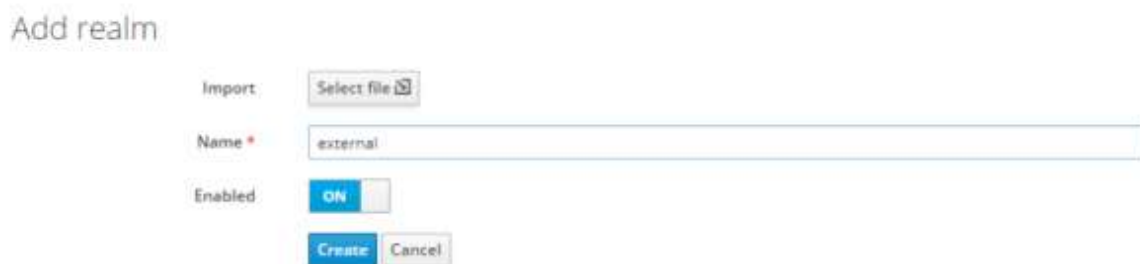 Add realm
Import Select file
Name * external
Enabled ON
Create Cancel